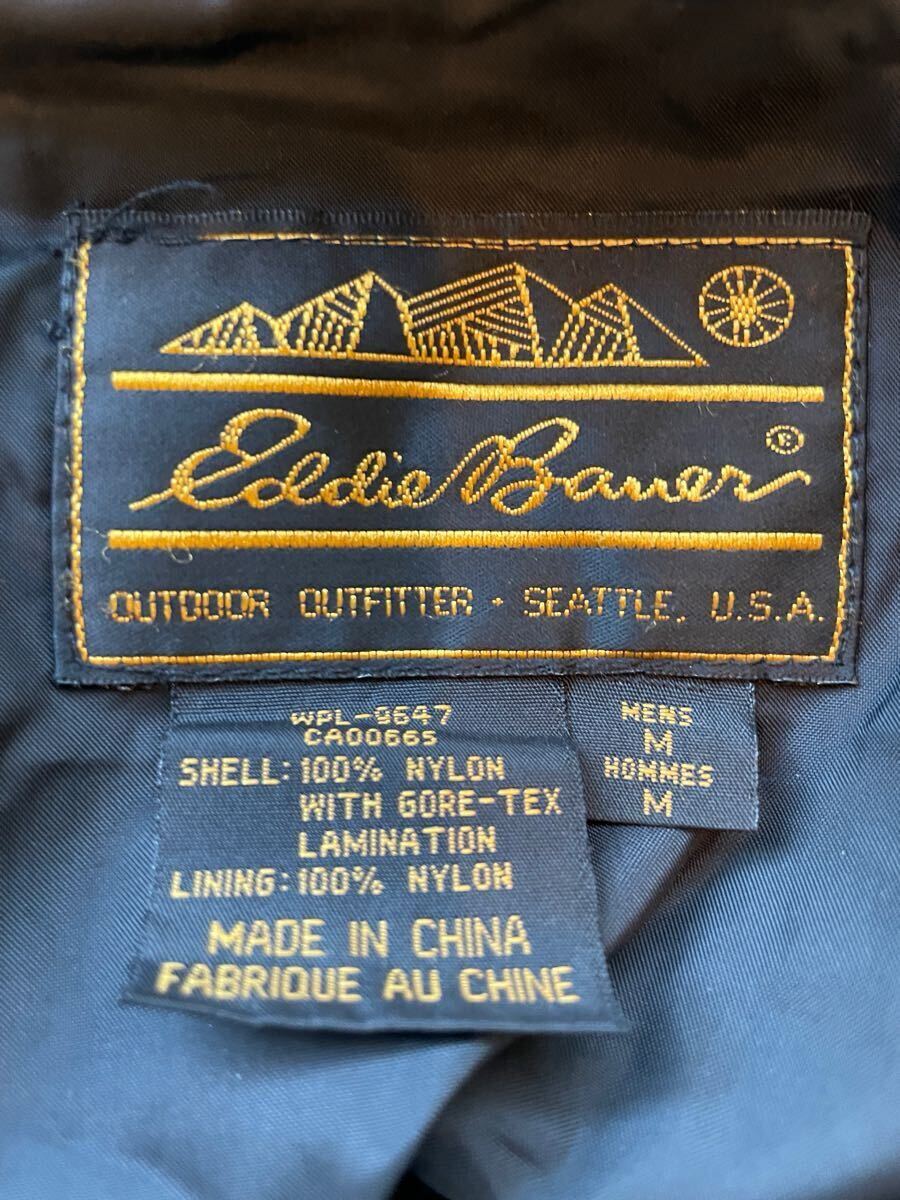 Eddie Bauer®
OUTDOOR OUTFITTER · SEATTLE, U.S.A.
WPL-9647
CA00665
SHELL: 100% NYLON
WITH GORE-TEX
LAMINATION
LINING: 100% NYLON
MADE IN CHINA
FABRIQUE AU CHINE
MENS
M
HOMMES
M